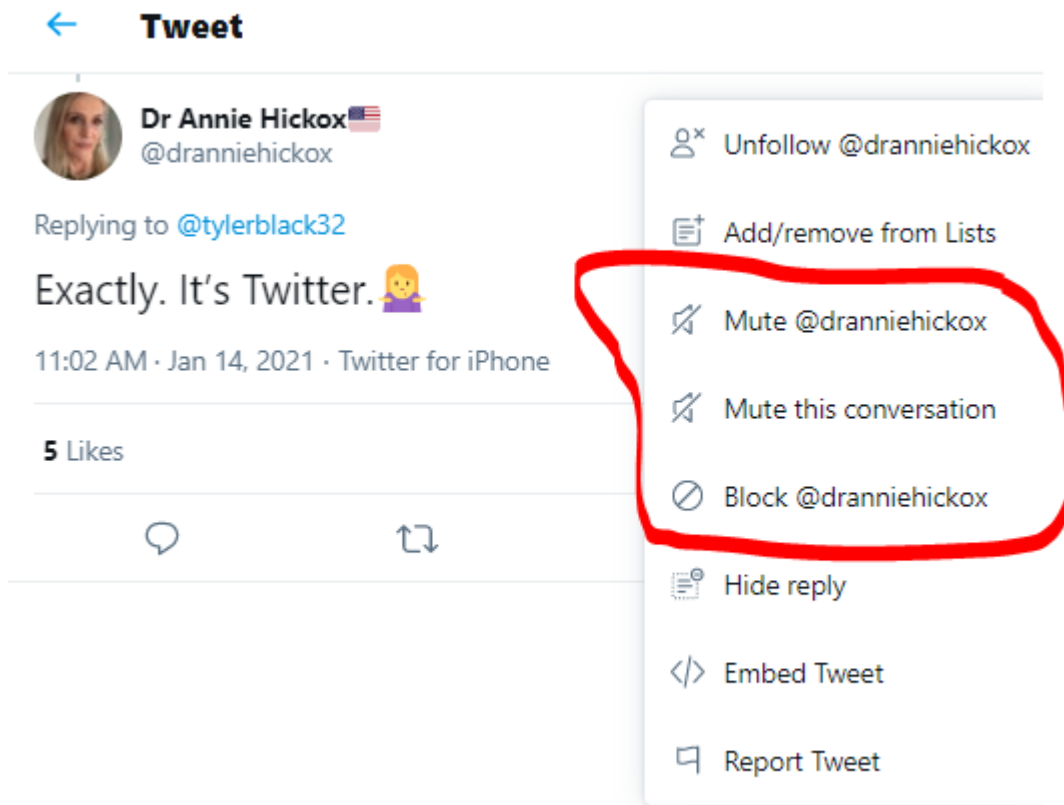 Tweet
Dr Annie Hickox🇺🇸
@dranniehickox
Replying to @tylerblack32
Exactly. It’s Twitter.🤷‍♀️
11:02 AM · Jan 14, 2021 · Twitter for iPhone
5 Likes
Unfollow @dranniehickox
Add/remove from Lists
Mute @dranniehickox
Mute this conversation
Block @dranniehickox
Hide reply
Embed Tweet
Report Tweet